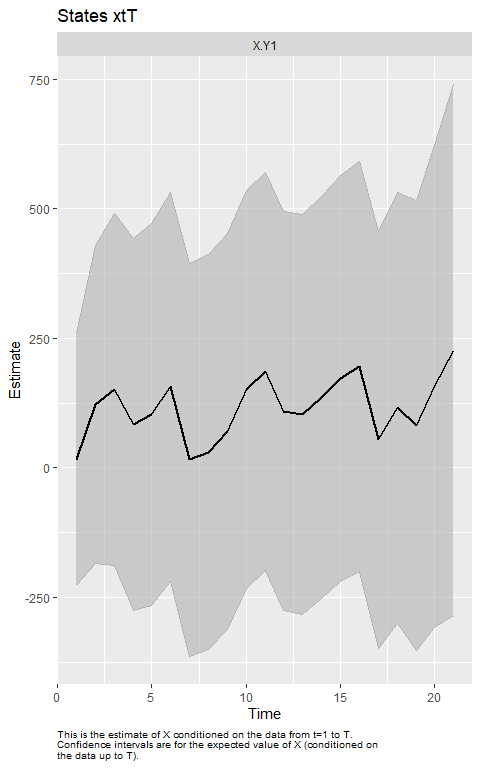 States xtT
X.Y1
750
500
250
0
-250
Estimate
0 5 10 15 20
Time
This is the estimate of X conditioned on the data from t=1 to T.
Confidence intervals are for the expected value of X (conditioned on
the data up to T).